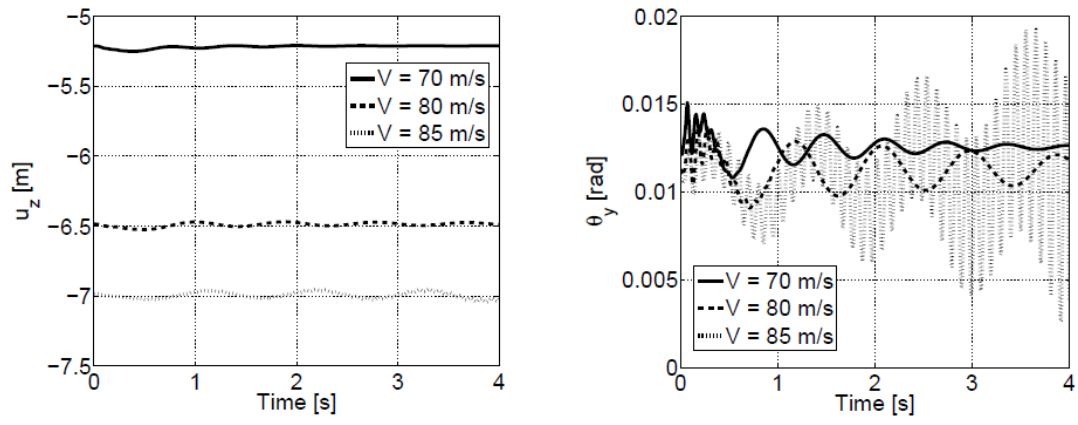 −5
−5.5
−6
−6.5
−7
−7.5
u_z [m]
V = 70 m/s
V = 80 m/s
V = 85 m/s
0 1 2 3 4
Time [s]
0.02
0.015
0.01
0.005
0
θ_y [rad]
V = 70 m/s
V = 80 m/s
V = 85 m/s
0 1 2 3 4
Time [s]